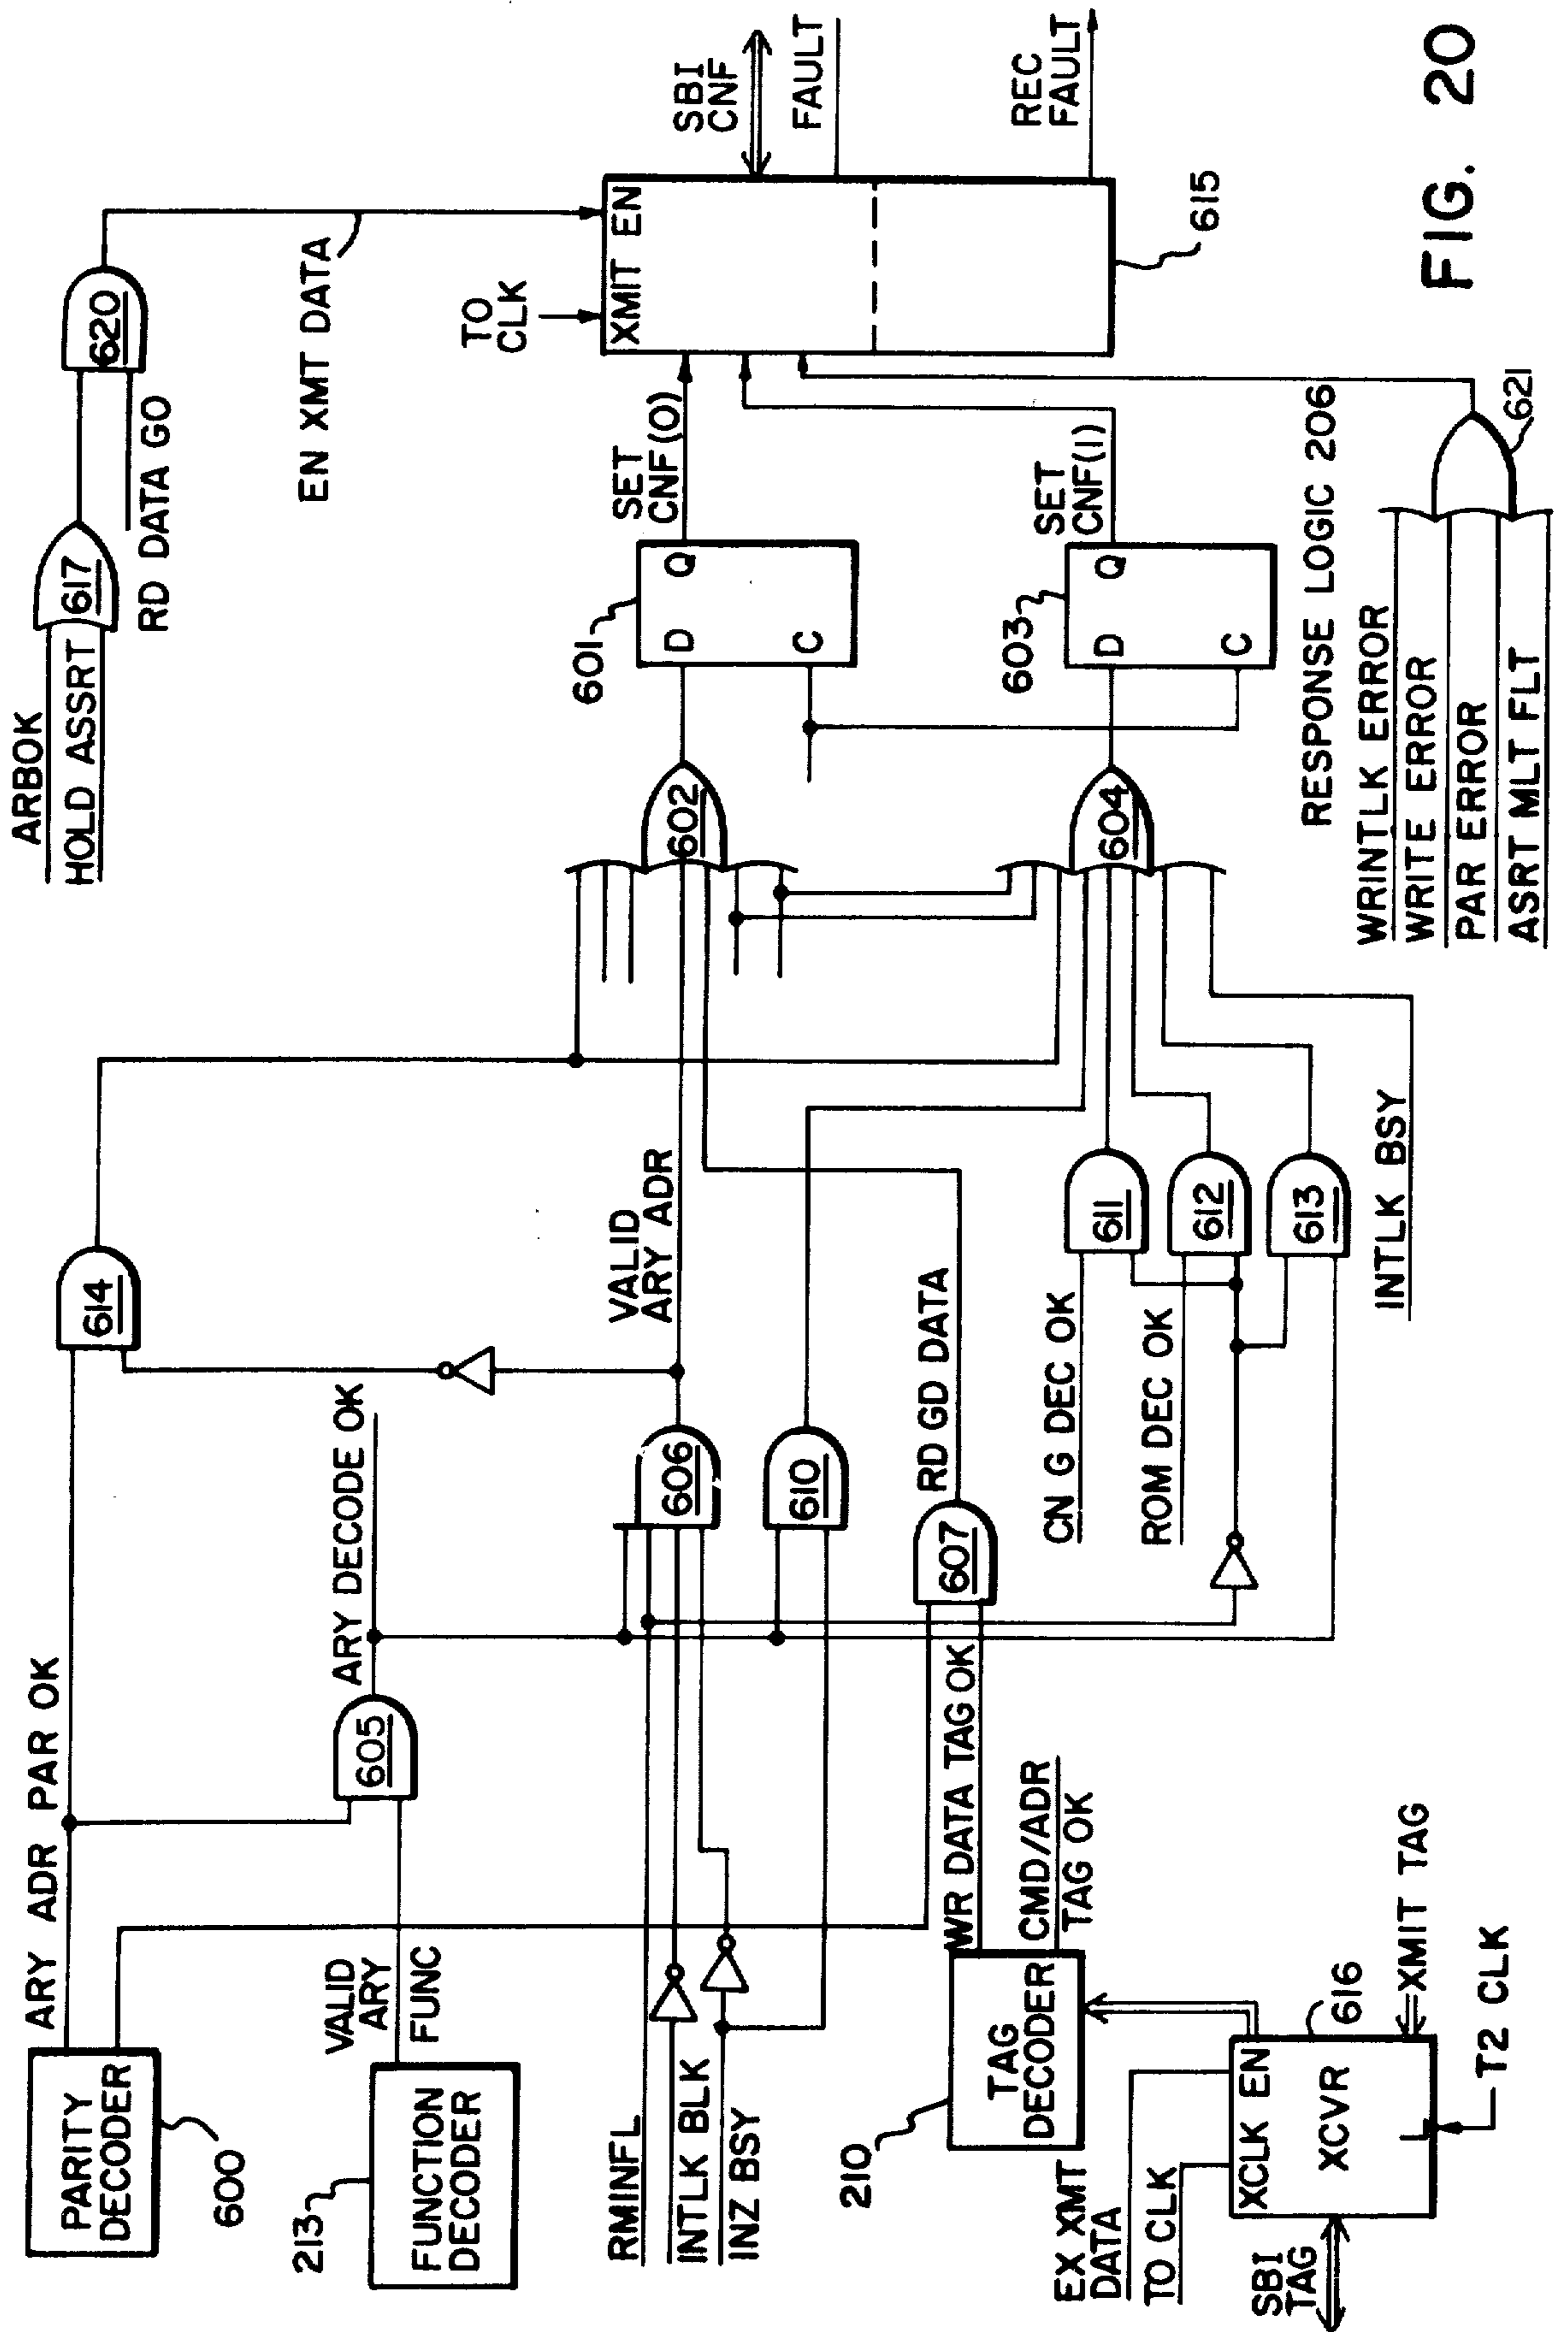 ARBOK
HOLD ASSRT
617
620
RD DATA GO
EN XMT DATA
TO
CLK
XMIT EN
SBI
CNF
FAULT
REC
FAULT
615
PARITY
DECODER
600
ARY ADR PAR OK
614
213
FUNCTION
DECODER
VALID
ARY
FUNC
605
ARY DECODE OK
RMINFL
INTLK BLK
INZ BSY
606
VALID
ARY ADR
610
602
601
D
Q
C
SET
CNF(0)
603
D
Q
C
SET
CNF(1)
604
210
TAG
DECODER
WR DATA TAG OK
CMD/ADR
TAG OK
607
RD GD DATA
CN G DEC OK
611
ROM DEC OK
612
613
INTLK BSY
EX XMT
DATA
TO CLK
SBI
TAG
XCLK EN
XCVR
616
XMIT TAG
T2 CLK
RESPONSE LOGIC 206
WRINTLK ERROR
WRITE ERROR
PAR ERROR
ASRT MLT FLT
621
FIG. 20